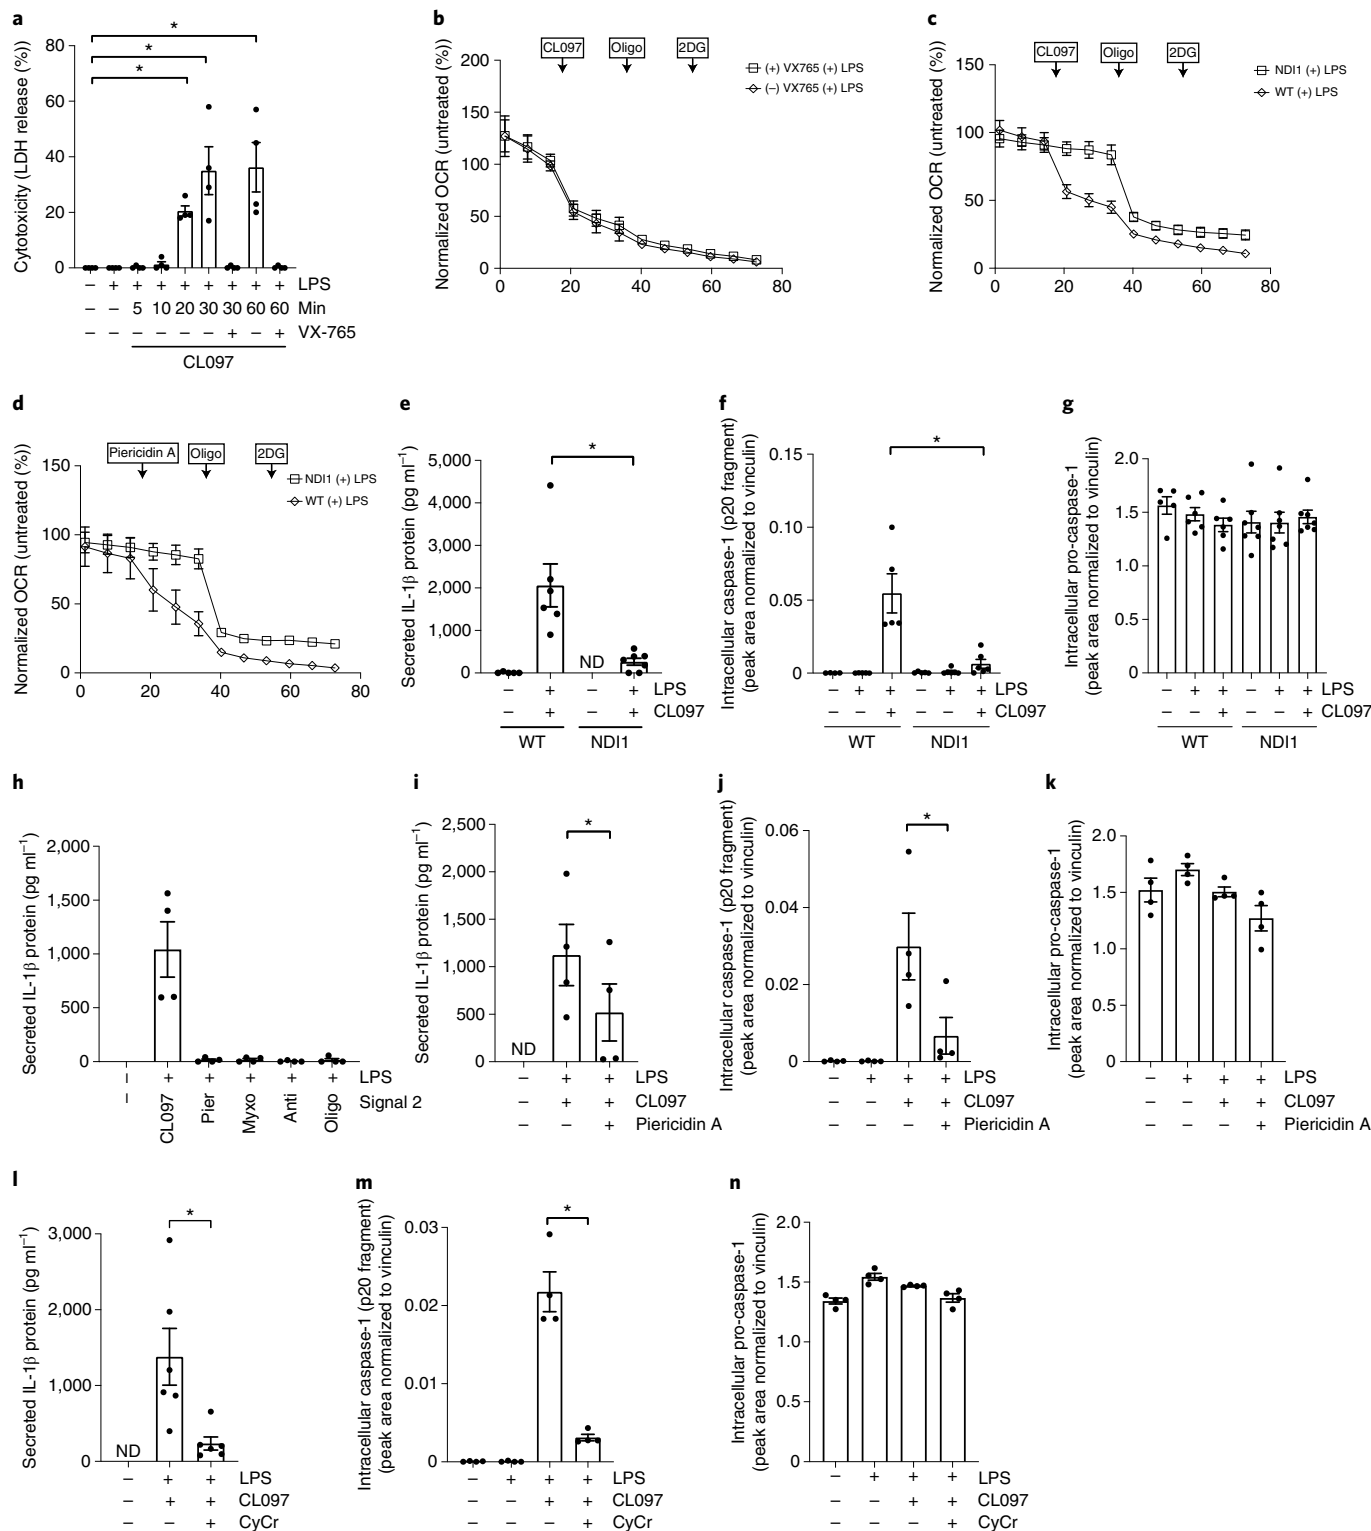 a
Cytotoxicity (LDH release (%))
80
60
40
20
0
*
*
*
– + + + + + + + + LPS
– – 5 10 20 30 30 60 60 Min
– – – – – – + – + VX-765
CL097
b
Normalized OCR (untreated (%))
CL097 Oligo 2DG
(+) VX765 (+) LPS
(–) VX765 (+) LPS
200
150
100
50
0
0 20 40 60 80
c
Normalized OCR (untreated (%))
CL097 Oligo 2DG
NDI1 (+) LPS
WT (+) LPS
150
100
50
0
0 20 40 60 80
d
Normalized OCR (untreated (%))
Piericidin A Oligo 2DG
NDI1 (+) LPS
WT (+) LPS
150
100
50
0
0 20 40 60 80
e
Secreted IL-1β protein (pg ml⁻¹)
5,000
4,000
3,000
2,000
1,000
0
*
ND
– + – + LPS
– + – + CL097
WT NDI1
f
Intracellular caspase-1 (p20 fragment)
(peak area normalized to vinculin)
0.15
0.10
0.05
0
*
– + + – + + LPS
– – + – – + CL097
WT NDI1
g
Intracellular pro-caspase-1
(peak area normalized to vinculin)
2.0
1.5
1.0
0.5
0
– + + – + + LPS
– – + – – + CL097
WT NDI1
h
Secreted IL-1β protein (pg ml⁻¹)
2,000
1,500
1,000
500
0
– + + + + + LPS
– CL097 Pier Myxo Anti Oligo Signal 2
i
Secreted IL-1β protein (pg ml⁻¹)
2,500
2,000
1,500
1,000
500
0
*
ND
– + + LPS
– + + CL097
– – + Piericidin A
j
Intracellular caspase-1 (p20 fragment)
(peak area normalized to vinculin)
0.06
0.04
0.02
0
*
– + + + LPS
– – + + CL097
– – – + Piericidin A
k
Intracellular pro-caspase-1
(peak area normalized to vinculin)
2.0
1.5
1.0
0.5
0
– + + + LPS
– – + + CL097
– – – + Piericidin A
l
Secreted IL-1β protein (pg ml⁻¹)
3,000
2,000
1,000
0
*
ND
– + + LPS
– + + CL097
– – + CyCr
m
Intracellular caspase-1 (p20 fragment)
(peak area normalized to vinculin)
0.03
0.02
0.01
0
*
– + + + LPS
– – + + CL097
– – – + CyCr
n
Intracellular pro-caspase-1
(peak area normalized to vinculin)
2.0
1.5
1.0
0.5
0
– + + + LPS
– – + + CL097
– – – + CyCr